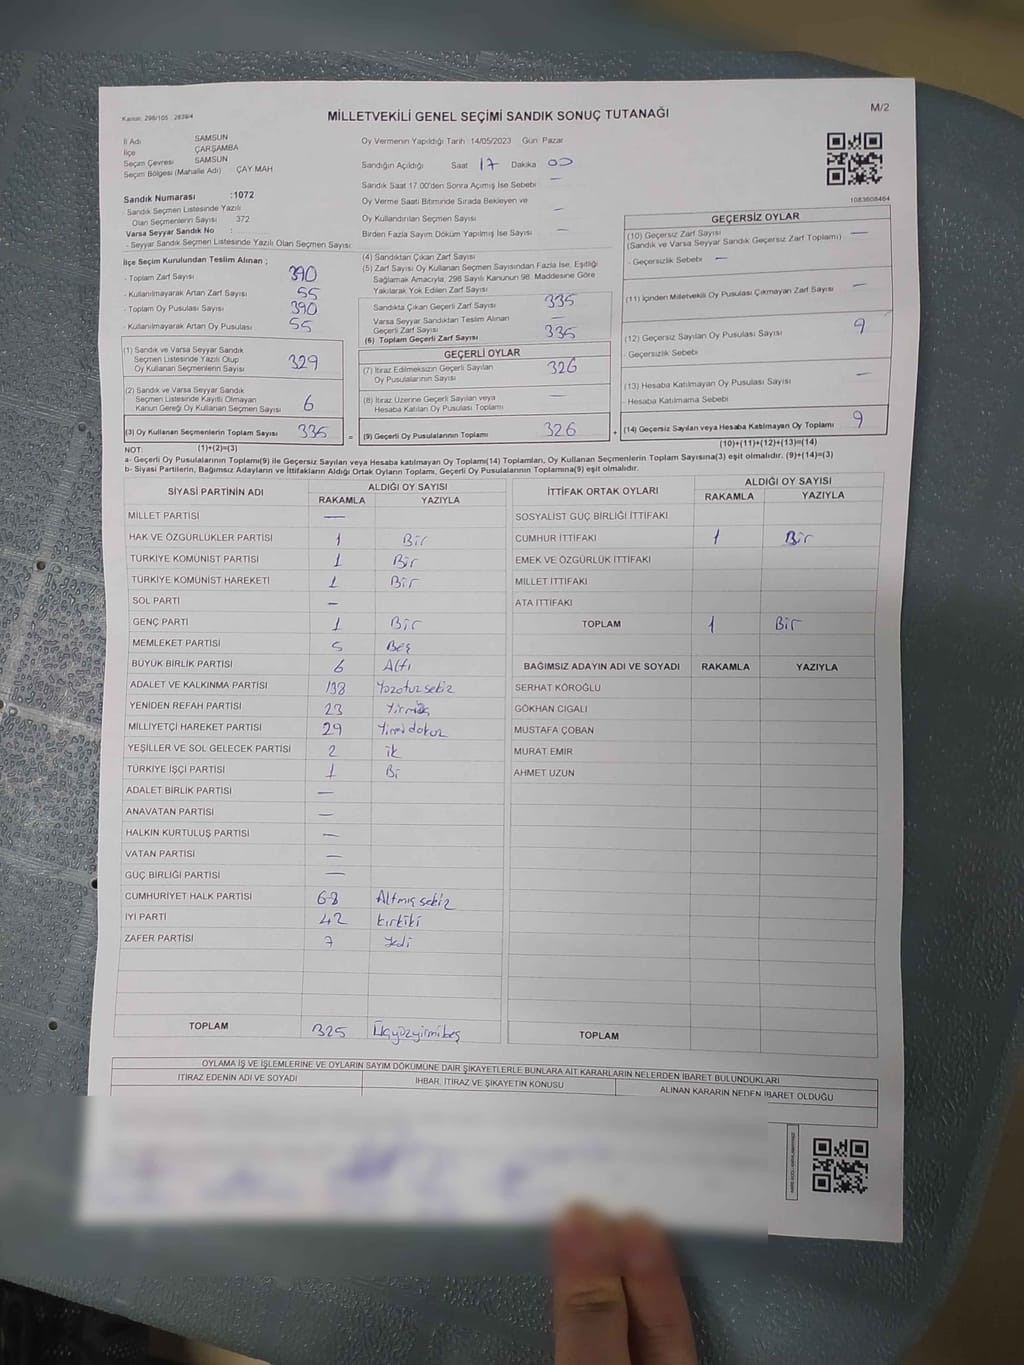 Kanun: 298/105 2839/4
MİLLETVEKİLİ GENEL SEÇİMİ SANDIK SONUÇ TUTANAĞI
M/2
İl Adı SAMSUN
İlçe ÇARŞAMBA
Seçim Çevresi SAMSUN
Seçim Bölgesi (Mahalle Adı) ÇAY MAH
Oy Vermenin Yapıldığı Tarih : 14/05/2023 Gün: Pazar
Sandığın Açıldığı Saat 17 Dakika 00
Sandık Saat 17.00'den Sonra Açılmış İse Sebebi —
Oy Verme Saati Bitiminde Sırada Bekleyen ve
Oy Kullandırılan Seçmen Sayısı —
Birden Fazla Sayım Döküm Yapılmış İse Sayısı —
1083608464
Sandık Numarası :1072
- Sandık Seçmen Listesinde Yazılı
Olan Seçmenlerin Sayısı 372
Varsa Seyyar Sandık No :
- Seyyar Sandık Seçmen Listesinde Yazılı Olan Seçmen Sayısı
İlçe Seçim Kurulundan Teslim Alınan ;
- Toplam Zarf Sayısı 390
- Kullanılmayarak Artan Zarf Sayısı 55
- Toplam Oy Pusulası Sayısı 390
- Kullanılmayarak Artan Oy Pusulası 55
(1) Sandık ve Varsa Seyyar Sandık
Seçmen Listesinde Yazılı Olup
Oy Kullanan Seçmenlerin Sayısı 329
(2) Sandık ve Varsa Seyyar Sandık
Seçmen Listesinde Kayıtlı Olmayan
Kanun Gereği Oy Kullanan Seçmen Sayısı 6
(3) Oy Kullanan Seçmenlerin Toplam Sayısı 335 =
(1)+(2)=(3)
(4) Sandıktan Çıkan Zarf Sayısı
(5) Zarf Sayısı Oy Kullanan Seçmen Sayısından Fazla İse, Eşitliği
Sağlamak Amacıyla, 298 Sayılı Kanunun 98. Maddesine Göre
Yakılarak Yok Edilen Zarf Sayısı
Sandıkta Çıkan Geçerli Zarf Sayısı 335
Varsa Seyyar Sandıktan Teslim Alınan
Geçerli Zarf Sayısı —
(6) Toplam Geçerli Zarf Sayısı 335
GEÇERLİ OYLAR
(7) İtiraz Edilmeksizin Geçerli Sayılan
Oy Pusulalarının Sayısı 326
(8) İtiraz Üzerine Geçerli Sayılan veya
Hesaba Katılan Oy Pusulası Toplamı —
(9) Geçerli Oy Pusulalarının Toplamı 326 +
GEÇERSİZ OYLAR
(10) Geçersiz Zarf Sayısı —
(Sandık ve Varsa Seyyar Sandık Geçersiz Zarf Toplamı)
- Geçersizlik Sebebi —
(11) İçinden Milletvekili Oy Pusulası Çıkmayan Zarf Sayısı —
(12) Geçersiz Sayılan Oy Pusulası Sayısı 9
- Geçersizlik Sebebi
(13) Hesaba Katılmayan Oy Pusulası Sayısı —
- Hesaba Katılmama Sebebi
(14) Geçersiz Sayılan veya Hesaba Katılmayan Oy Toplamı 9
(10)+(11)+(12)+(13)=(14)
NOT:
a- Geçerli Oy Pusulalarının Toplamı(9) ile Geçersiz Sayılan veya Hesaba katılmayan Oy Toplamı(14) Toplamları, Oy Kullanan Seçmenlerin Toplam Sayısına(3) eşit olmalıdır. (9)+(14)=(3)
b- Siyasi Partilerin, Bağımsız Adayların ve İttifakların Aldığı Ortak Oyların Toplamı, Geçerli Oy Pusulalarının Toplamına(9) eşit olmalıdır.
SİYASİ PARTİNİN ADI
ALDIĞI OY SAYISI
RAKAMLA YAZIYLA
MİLLET PARTİSİ —
HAK VE ÖZGÜRLÜKLER PARTİSİ 1 Bir
TÜRKİYE KOMÜNİST PARTİSİ 1 Bir
TÜRKİYE KOMÜNİST HAREKETİ 1 Bir
SOL PARTİ —
GENÇ PARTİ 1 Bir
MEMLEKET PARTİSİ 5 Beş
BÜYÜK BİRLİK PARTİSİ 6 Altı
ADALET VE KALKINMA PARTİSİ 138 Yüzotuzsekiz
YENİDEN REFAH PARTİSİ 23 Yirmiüç
MİLLİYETÇİ HAREKET PARTİSİ 29 Yirmidokuz
YEŞİLLER VE SOL GELECEK PARTİSİ 2 ik
TÜRKİYE İŞÇİ PARTİSİ 1 Bi
ADALET BİRLİK PARTİSİ —
ANAVATAN PARTİSİ —
HALKIN KURTULUŞ PARTİSİ —
VATAN PARTİSİ —
GÜÇ BİRLİĞİ PARTİSİ —
CUMHURİYET HALK PARTİSİ 68 Altmışsekiz
İYİ PARTİ 42 kırkiki
ZAFER PARTİSİ 7 Yedi
TOPLAM 325 Üçyüzyirmibeş
İTTİFAK ORTAK OYLARI
ALDIĞI OY SAYISI
RAKAMLA YAZIYLA
SOSYALİST GÜÇ BİRLİĞİ İTTİFAKI
CUMHUR İTTİFAKI 1 Bir
EMEK VE ÖZGÜRLÜK İTTİFAKI
MİLLET İTTİFAKI
ATA İTTİFAKI
TOPLAM 1 Bir
BAĞIMSIZ ADAYIN ADI VE SOYADI RAKAMLA YAZIYLA
SERHAT KÖROĞLU
GÖKHAN CIGALI
MUSTAFA ÇOBAN
MURAT EMİR
AHMET UZUN
TOPLAM
OYLAMA İŞ VE İŞLEMLERİNE VE OYLARIN SAYIM DÖKÜMÜNE DAİR ŞİKAYETLERLE BUNLARA AİT KARARLARIN NELERDEN İBARET BULUNDUKLARI
İTİRAZ EDENİN ADI VE SOYADI İHBAR, İTİRAZ VE ŞİKAYETİN KONUSU ALINAN KARARIN NEDEN İBARET OLDUĞU